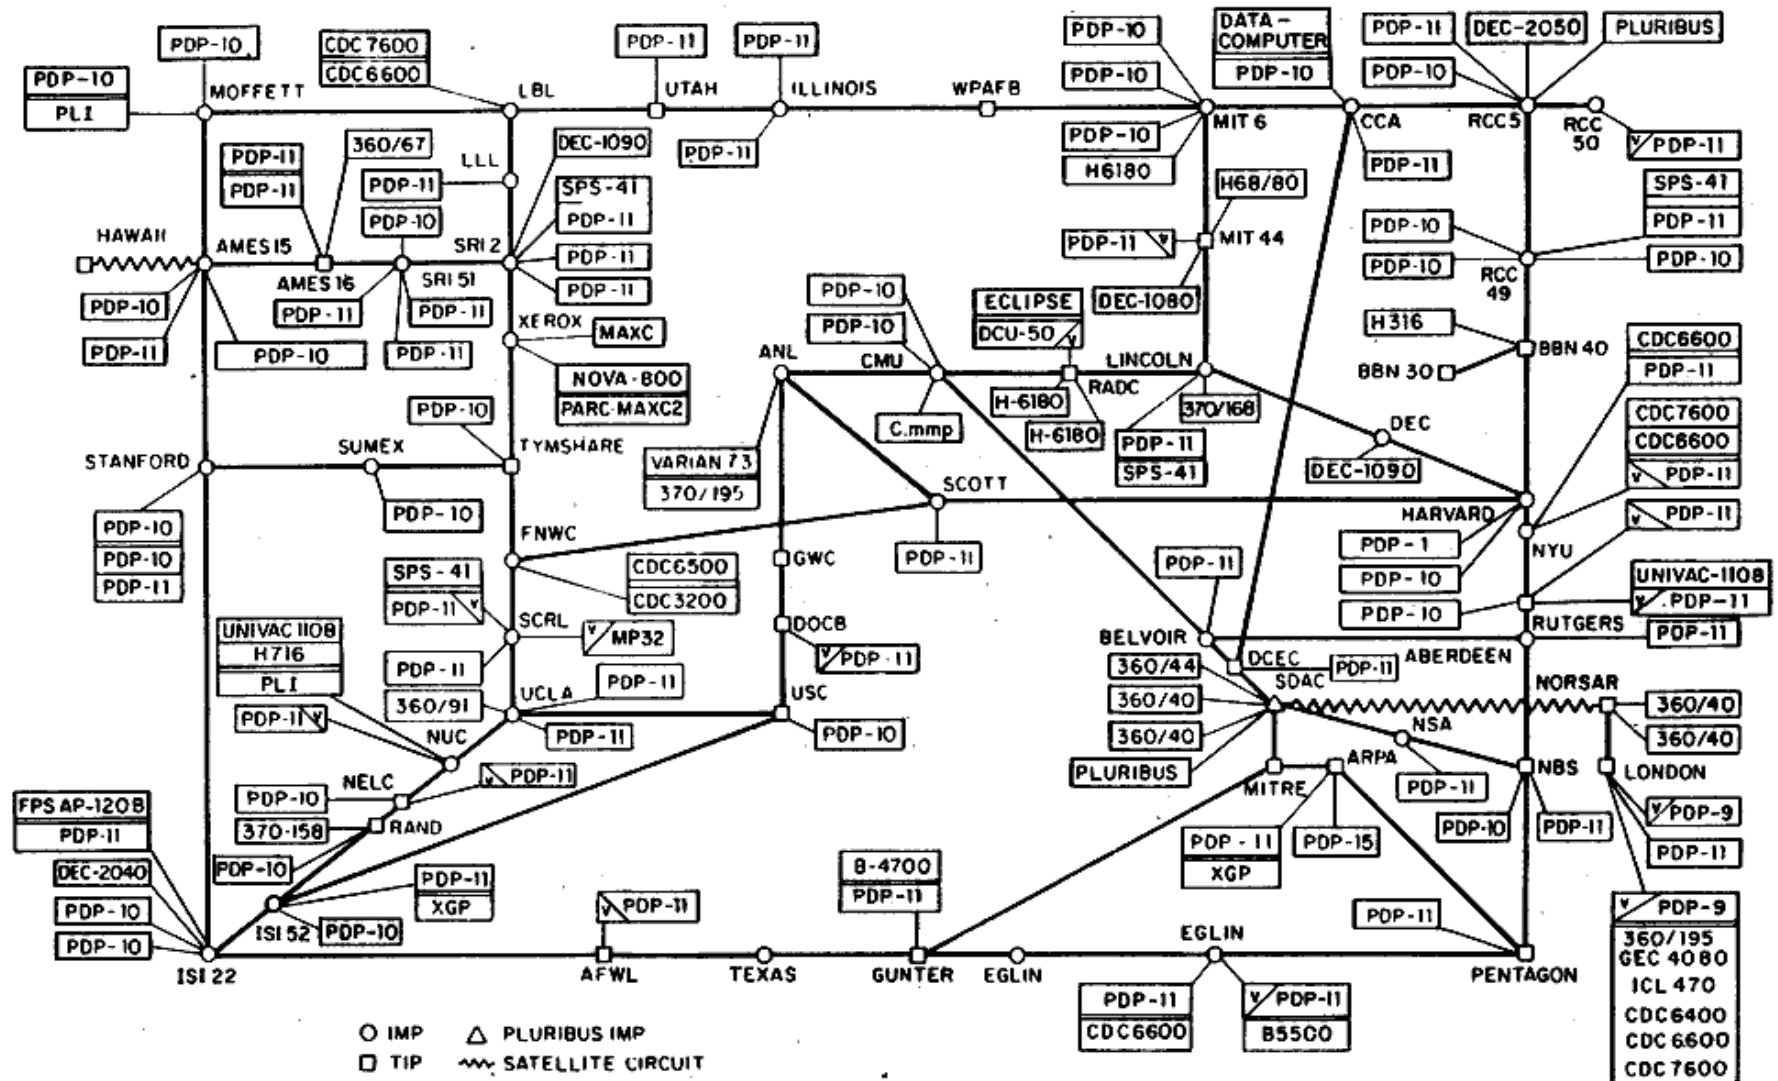 PDP-10
CDC7600
CDC6600
PDP-11
PDP-11
PDP-10
PDP-10
DATA-
COMPUTER
PDP-10
PDP-11
PDP-10
DEC-2050
PLURIBUS
PDP-10
PLI
MOFFETT
LBL
UTAH
ILLINOIS
WPAFB
MIT 6
CCA
RCC5
RCC
50
PDP-11
PDP-10
H6180
PDP-11
V PDP-11
PDP-11
PDP-11
360/67
LLL
PDP-11
PDP-10
DEC-1090
SPS-41
PDP-11
PDP-11
PDP-11
H68/80
PDP-11 V
MIT 44
DEC-1080
PDP-10
PDP-10
SPS-41
PDP-11
PDP-10
RCC
49
HAWAII
AMES15
AMES 16
SRI 51
SRI 2
PDP-10
PDP-11
PDP-10
PDP-11
PDP-11
PDP-11
XEROX
MAXC
NOVA-800
PARC-MAXC2
PDP-10
PDP-10
ECLIPSE
DCU-50 V
ANL
CMU
RADC
LINCOLN
H-6180
H-6180
C.mmp
370/168
PDP-11
SPS-41
H316
BBN 40
BBN 30
CDC6600
PDP-11
CDC7600
CDC6600
V PDP-11
V PDP-11
DEC
DEC-1090
STANFORD
SUMEX
TYMSHARE
PDP-10
PDP-10
PDP-10
PDP-10
PDP-11
VARIAN 73
370/195
SCOTT
PDP-11
HARVARD
PDP-1
PDP-10
NYU
PDP-10
UNIVAC-1108
V PDP-11
RUTGERS
FNWC
CDC6500
CDC3200
GWC
SPS-41
PDP-11 V
SCRL
V MP32
PDP-11
DOCB
V PDP-11
PDP-11
BELVOIR
ABERDEEN
PDP-11
DCEC
PDP-11
UNIVAC 1108
H716
PLI
PDP-11 V
360/91
UCLA
PDP-11
PDP-11
USC
PDP-10
360/44
360/40
360/40
PLURIBUS
SDAC
NORSAR
360/40
360/40
NSA
PDP-11
NUC
NELC
V PDP-11
PDP-10
370-158
RAND
PDP-10
MITRE
ARPA
PDP-11
XGP
PDP-15
NBS
PDP-10
PDP-11
LONDON
V PDP-9
PDP-11
FPS AP-120B
PDP-11
DEC-2040
PDP-10
PDP-10
ISI 22
ISI 52
PDP-11
XGP
PDP-10
V PDP-11
AFWL
TEXAS
B-4700
PDP-11
GUNTER
EGLIN
EGLIN
PDP-11
CDC6600
V PDP-11
B5500
PDP-11
PENTAGON
V PDP-9
360/195
GEC 4080
ICL 470
CDC6400
CDC6600
CDC7600
IMP
PLURIBUS IMP
TIP
SATELLITE CIRCUIT